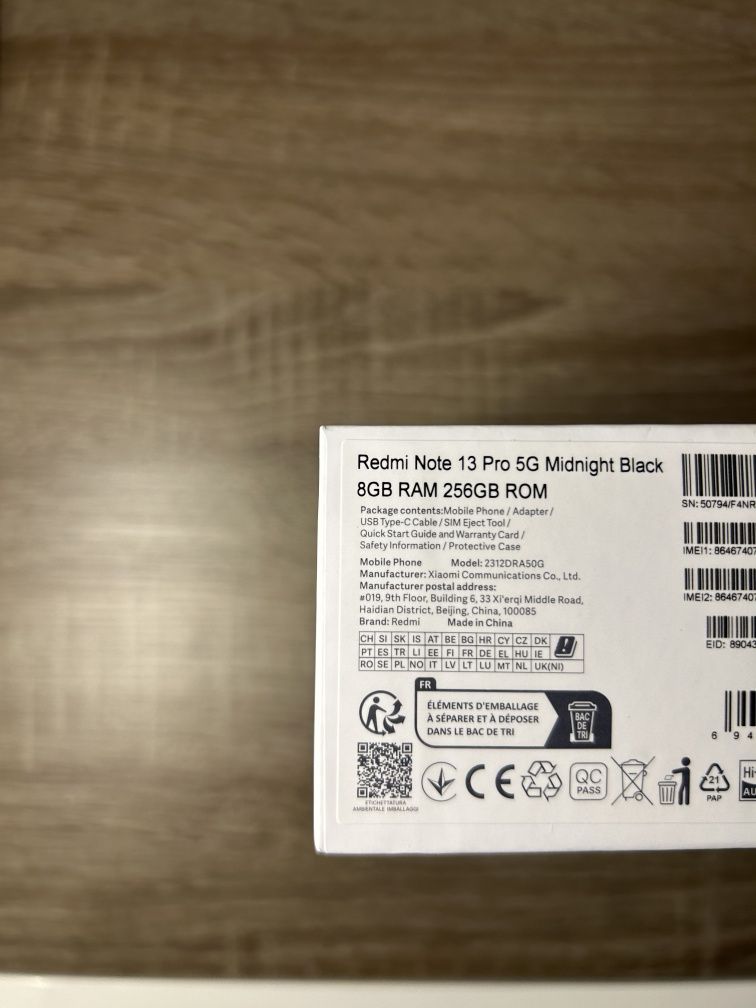 Redmi Note 13 Pro 5G Midnight Black
8GB RAM 256GB ROM
Package contents:Mobile Phone / Adapter /
USB Type-C Cable / SIM Eject Tool /
Quick Start Guide and Warranty Card /
Safety Information / Protective Case
Mobile Phone Model: 2312DRA50G
Manufacturer: Xiaomi Communications Co., Ltd.
Manufacturer postal address:
#019, 9th Floor, Building 6, 33 Xi'erqi Middle Road,
Haidian District, Beijing, China, 100085
Brand: Redmi Made in China
CH SI SK IS AT BE BG HR CY CZ DK
PT ES TR LI EE FI FR DE EL HU IE
RO SE PL NO IT LV LT LU MT NL UK(NI)
SN: 50794/F4NR
IMEI1: 86467407
IMEI2: 86467407
EID: 89043
6 94
FR
ÉLÉMENTS D'EMBALLAGE
À SÉPARER ET À DÉPOSER
DANS LE BAC DE TRI
BAC
DE
TRI
ETICHETTATURA
AMBIENTALE IMBALLAGGI
CE
QC
PASS
21
PAP
Hi-
AU